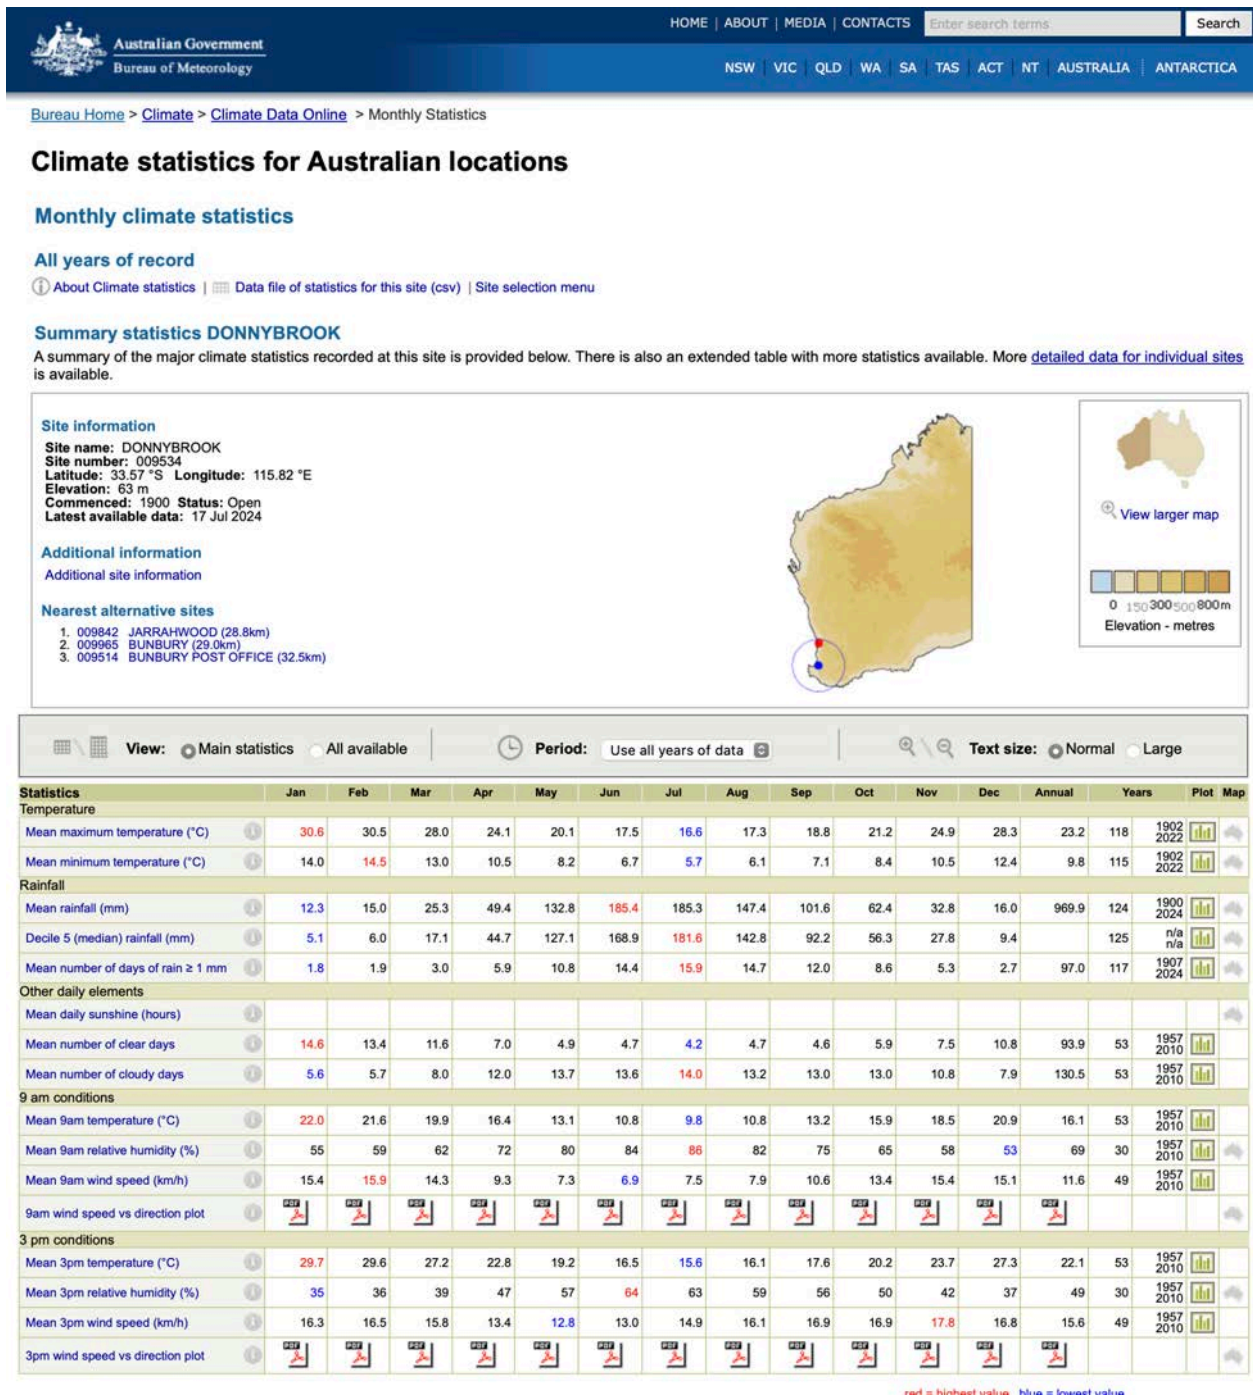 HOME | ABOUT | MEDIA | CONTACTS Enter search terms Search
Australian Government
Bureau of Meteorology
NSW VIC QLD WA SA TAS ACT NT AUSTRALIA ANTARCTICA
Bureau Home > Climate > Climate Data Online > Monthly Statistics
Climate statistics for Australian locations
Monthly climate statistics
All years of record
About Climate statistics | Data file of statistics for this site (csv) | Site selection menu
Summary statistics DONNYBROOK
A summary of the major climate statistics recorded at this site is provided below. There is also an extended table with more statistics available. More detailed data for individual sites
is available.
Site information
Site name: DONNYBROOK
Site number: 009534
Latitude: 33.57 °S Longitude: 115.82 °E
Elevation: 63 m
Commenced: 1900 Status: Open
Latest available data: 17 Jul 2024
Additional information
Additional site information
Nearest alternative sites
1. 009842 JARRAHWOOD (28.8km)
2. 009965 BUNBURY (29.0km)
3. 009514 BUNBURY POST OFFICE (32.5km)
View larger map
0 150 300 500 800m
Elevation - metres
View: Main statistics All available Period: Use all years of data Text size: Normal Large
Statistics Jan Feb Mar Apr May Jun Jul Aug Sep Oct Nov Dec Annual Years Plot Map
Temperature
Mean maximum temperature (°C) 30.6 30.5 28.0 24.1 20.1 17.5 16.6 17.3 18.8 21.2 24.9 28.3 23.2 118 1902 2022
Mean minimum temperature (°C) 14.0 14.5 13.0 10.5 8.2 6.7 5.7 6.1 7.1 8.4 10.5 12.4 9.8 115 1902 2022
Rainfall
Mean rainfall (mm) 12.3 15.0 25.3 49.4 132.8 185.4 185.3 147.4 101.6 62.4 32.8 16.0 969.9 124 1900 2024
Decile 5 (median) rainfall (mm) 5.1 6.0 17.1 44.7 127.1 168.9 181.6 142.8 92.2 56.3 27.8 9.4 125 n/a n/a
Mean number of days of rain ≥ 1 mm 1.8 1.9 3.0 5.9 10.8 14.4 15.9 14.7 12.0 8.6 5.3 2.7 97.0 117 1907 2024
Other daily elements
Mean daily sunshine (hours)
Mean number of clear days 14.6 13.4 11.6 7.0 4.9 4.7 4.2 4.7 4.6 5.9 7.5 10.8 93.9 53 1957 2010
Mean number of cloudy days 5.6 5.7 8.0 12.0 13.7 13.6 14.0 13.2 13.0 13.0 10.8 7.9 130.5 53 1957 2010
9 am conditions
Mean 9am temperature (°C) 22.0 21.6 19.9 16.4 13.1 10.8 9.8 10.8 13.2 15.9 18.5 20.9 16.1 53 1957 2010
Mean 9am relative humidity (%) 55 59 62 72 80 84 86 82 75 65 58 53 69 30 1957 2010
Mean 9am wind speed (km/h) 15.4 15.9 14.3 9.3 7.3 6.9 7.5 7.9 10.6 13.4 15.4 15.1 11.6 49 1957 2010
9am wind speed vs direction plot PDF PDF PDF PDF PDF PDF PDF PDF PDF PDF PDF PDF PDF
3 pm conditions
Mean 3pm temperature (°C) 29.7 29.6 27.2 22.8 19.2 16.5 15.6 16.1 17.6 20.2 23.7 27.3 22.1 53 1957 2010
Mean 3pm relative humidity (%) 35 36 39 47 57 64 63 59 56 50 42 37 49 30 1957 2010
Mean 3pm wind speed (km/h) 16.3 16.5 15.8 13.4 12.8 13.0 14.9 16.1 16.9 16.9 17.8 16.8 15.6 49 1957 2010
3pm wind speed vs direction plot PDF PDF PDF PDF PDF PDF PDF PDF PDF PDF PDF PDF PDF
red = highest value blue = lowest value